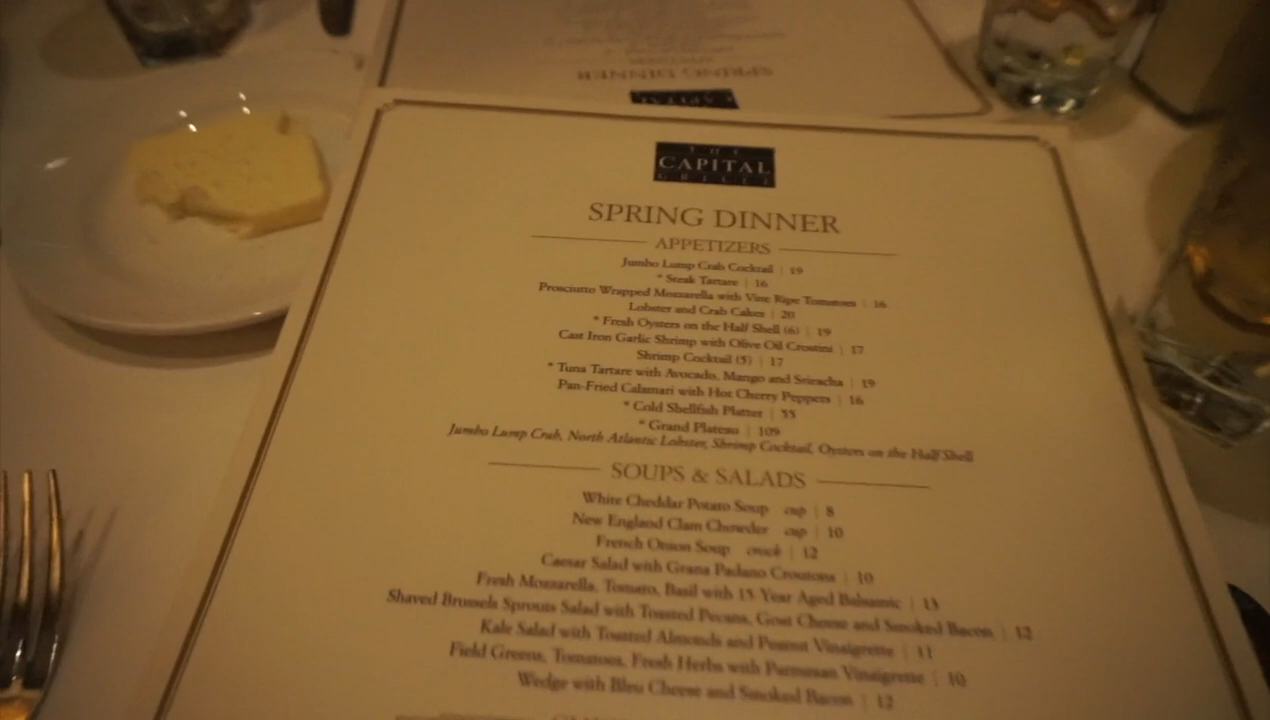 SPRING DINNER
THE
CAPITAL
GRILLE
SPRING DINNER
APPETIZERS
Jumbo Lump Crab Cocktail | 19
* Steak Tartare | 16
Prosciutto Wrapped Mozzarella with Vine Ripe Tomatoes | 16
Lobster and Crab Cakes | 20
* Fresh Oysters on the Half Shell (6) | 19
Cast Iron Garlic Shrimp with Olive Oil Crostini | 17
Shrimp Cocktail (5) | 17
* Tuna Tartare with Avocado, Mango and Sriracha | 19
Pan-Fried Calamari with Hot Cherry Peppers | 16
* Cold Shellfish Platter | 55
* Grand Plateau | 109
Jumbo Lump Crab, North Atlantic Lobster, Shrimp Cocktail, Oysters on the Half Shell
SOUPS & SALADS
White Cheddar Potato Soup cup | 8
New England Clam Chowder cup | 10
French Onion Soup crock | 12
Caesar Salad with Grana Padano Croutons | 10
Fresh Mozzarella, Tomato, Basil with 15 Year Aged Balsamic | 13
Shaved Brussels Sprouts Salad with Toasted Pecans, Goat Cheese and Smoked Bacon | 12
Kale Salad with Toasted Almonds and Peanut Vinaigrette | 11
Field Greens, Tomatoes, Fresh Herbs with Parmesan Vinaigrette | 10
Wedge with Bleu Cheese and Smoked Bacon | 12